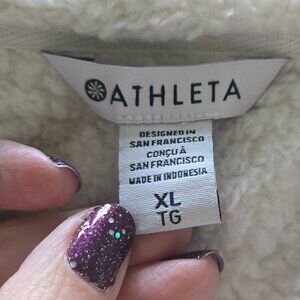 ATHLETA
DESIGNED IN
SAN FRANCISCO
CONÇU À
SAN FRANCISCO
MADE IN INDONESIA
XL
TG